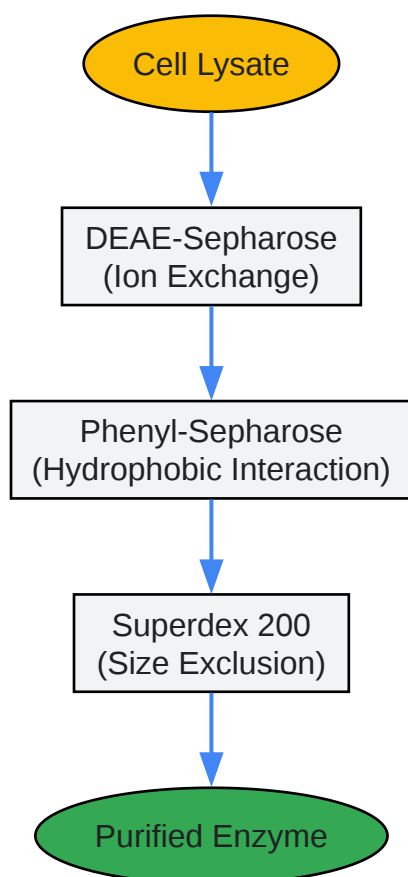 Cell Lysate
DEAE-Sepharose
(Ion Exchange)
Phenyl-Sepharose
(Hydrophobic Interaction)
Superdex 200
(Size Exclusion)
Purified Enzyme